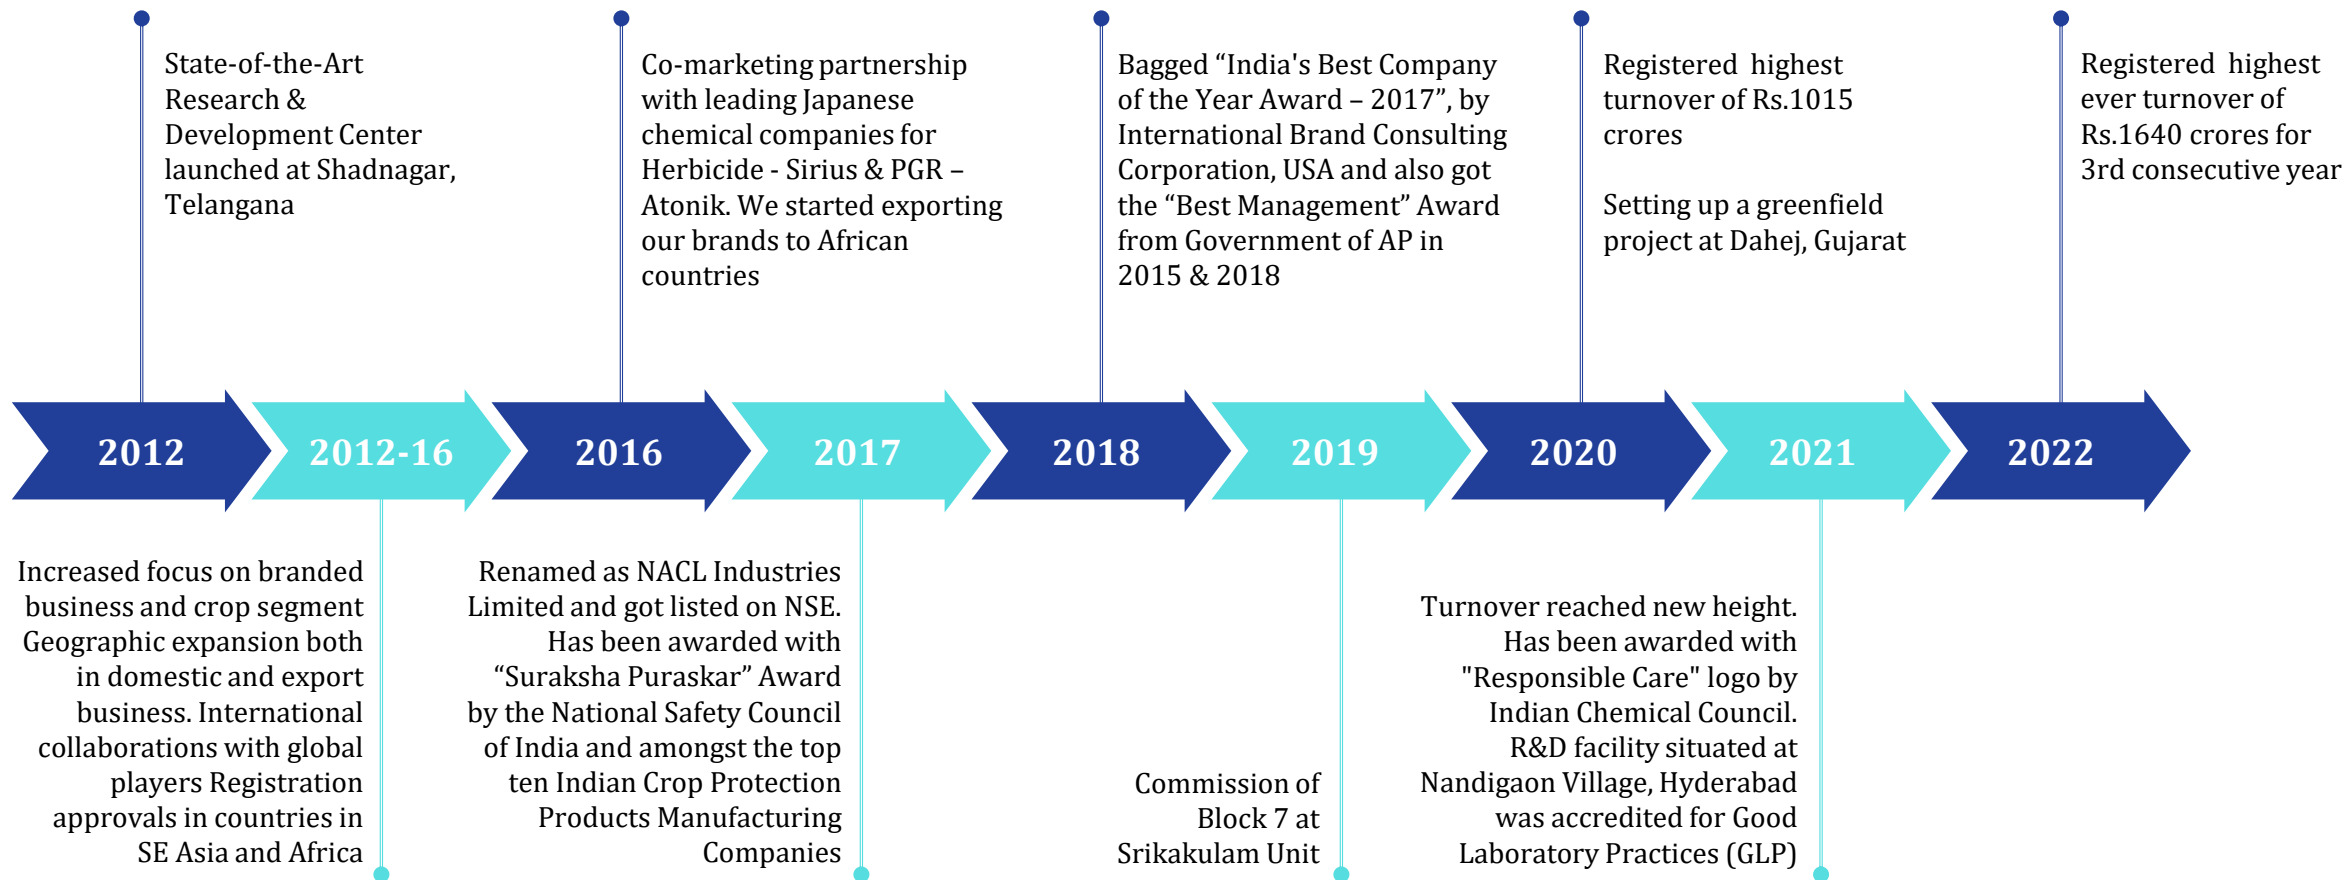 State-of-the-Art
Research &
Development Center
launched at Shadnagar,
Telangana
Co-marketing partnership
with leading Japanese
chemical companies for
Herbicide - Sirius & PGR –
Atonik. We started exporting
our brands to African
countries
Bagged “India's Best Company
of the Year Award – 2017”, by
International Brand Consulting
Corporation, USA and also got
the “Best Management” Award
from Government of AP in
2015 & 2018
Registered highest
turnover of Rs.1015
crores
Setting up a greenfield
project at Dahej, Gujarat
Registered highest
ever turnover of
Rs.1640 crores for
3rd consecutive year
2012
2012-16
2016
2017
2018
2019
2020
2021
2022
Increased focus on branded
business and crop segment
Geographic expansion both
in domestic and export
business. International
collaborations with global
players Registration
approvals in countries in
SE Asia and Africa
Renamed as NACL Industries
Limited and got listed on NSE.
Has been awarded with
“Suraksha Puraskar” Award
by the National Safety Council
of India and amongst the top
ten Indian Crop Protection
Products Manufacturing
Companies
Commission of
Block 7 at
Srikakulam Unit
Turnover reached new height.
Has been awarded with
"Responsible Care" logo by
Indian Chemical Council.
R&D facility situated at
Nandigaon Village, Hyderabad
was accredited for Good
Laboratory Practices (GLP)